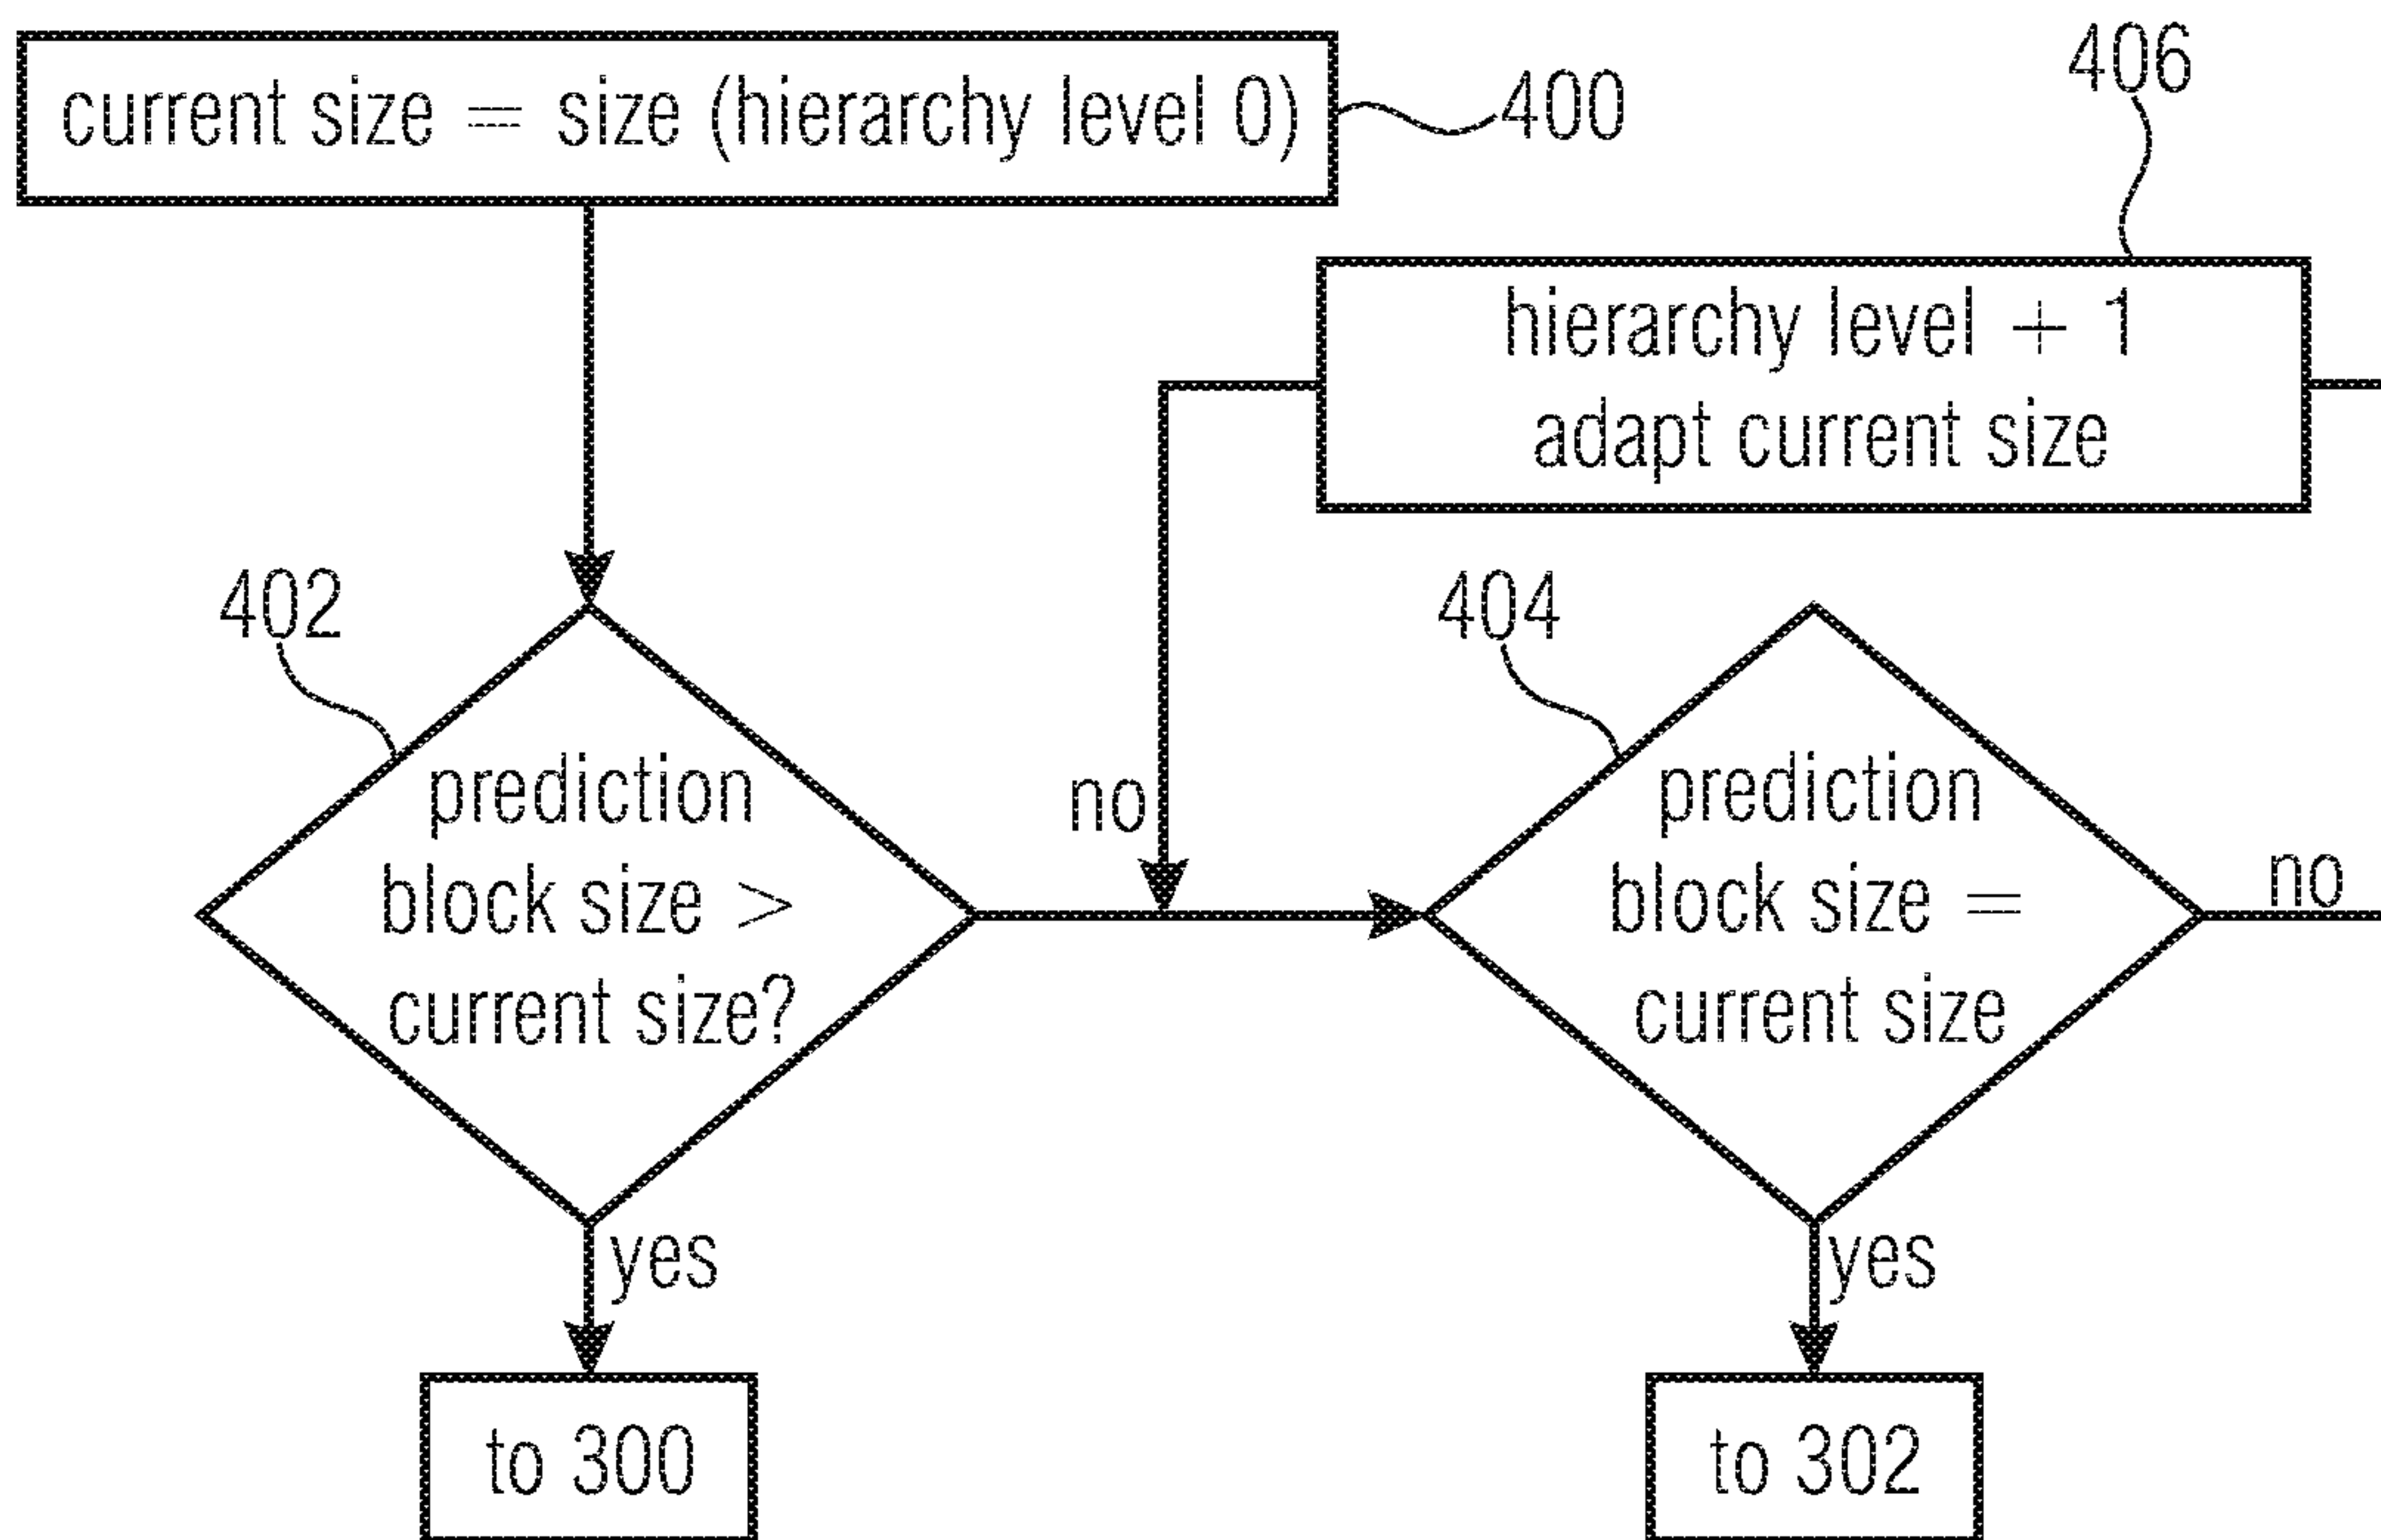 current size = size (hierarchy level 0)
400
406
hierarchy level + 1
adapt current size
402
prediction
block size >
current size?
no
404
prediction
block size =
current size
no
yes
to 300
yes
to 302